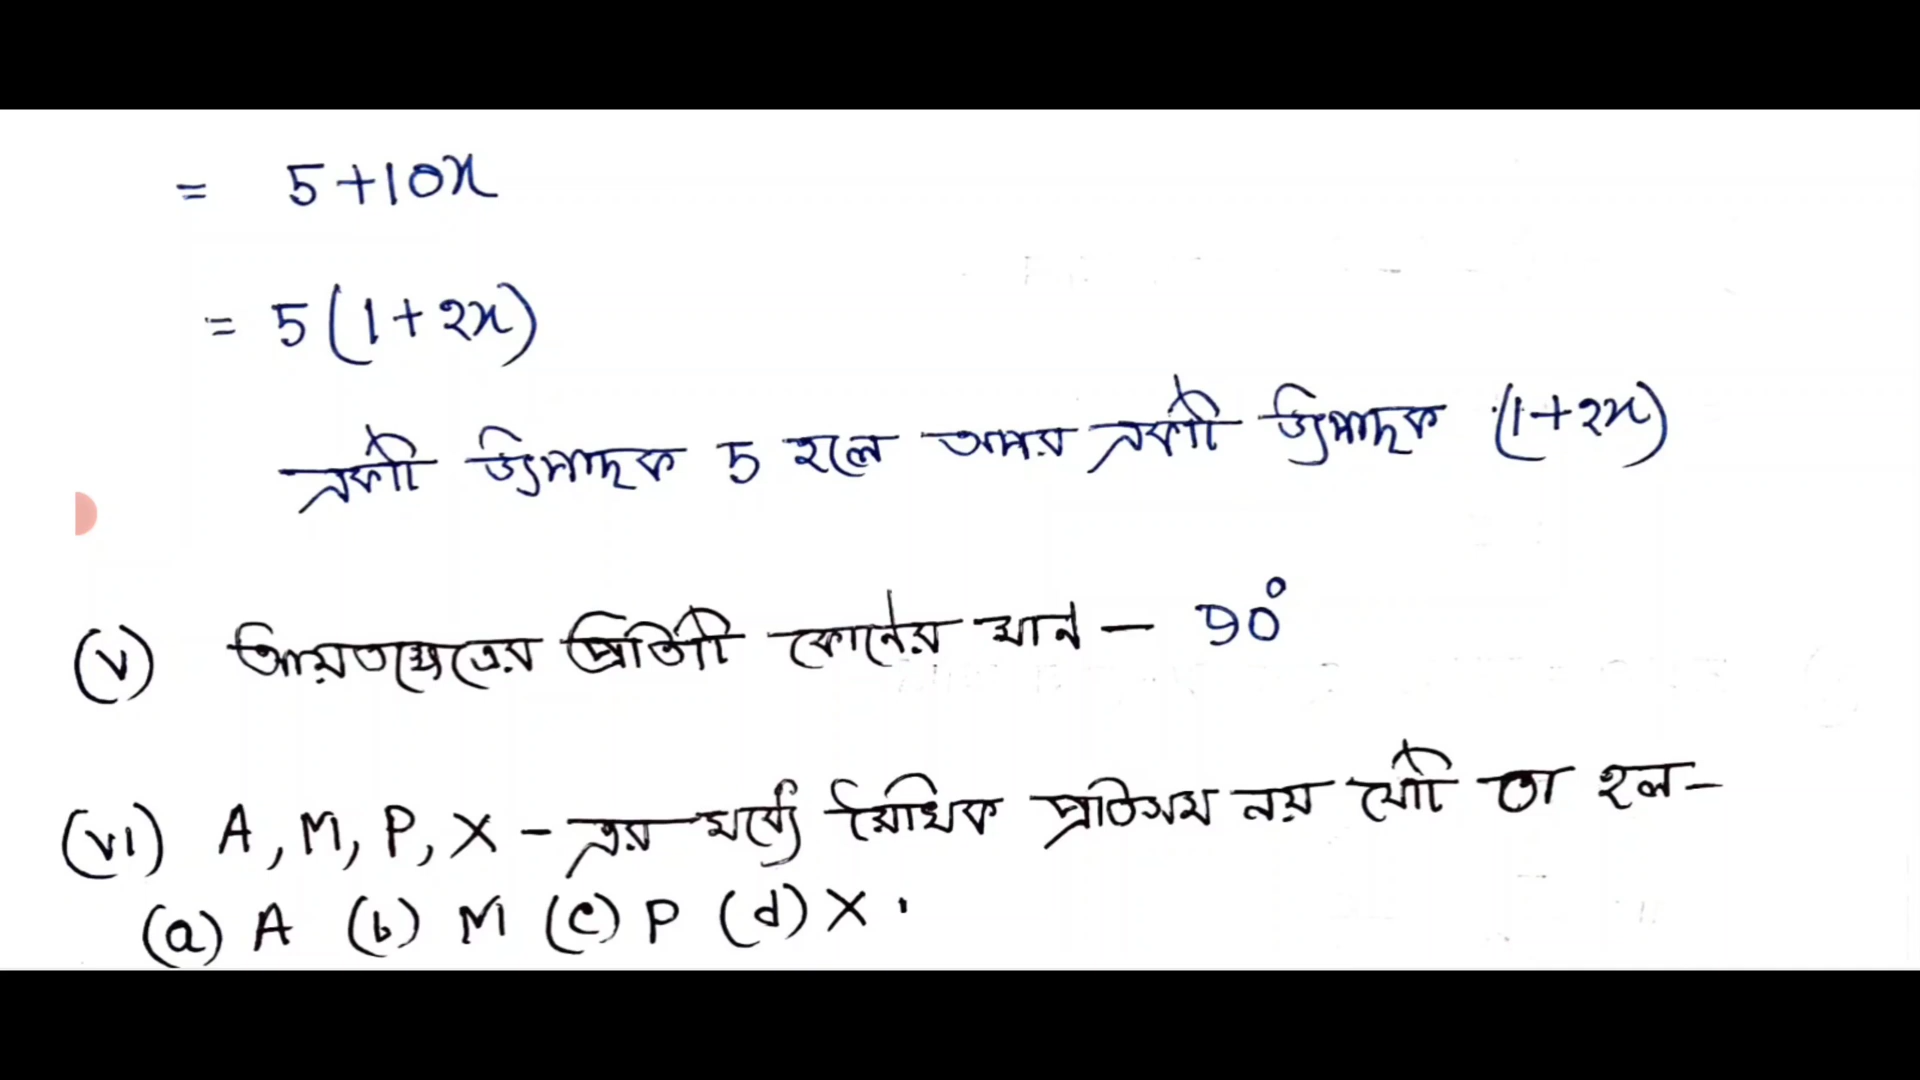 = 5+10x
= 5(1+2x)
একটি উৎপাদক 5 হলে অপর একটি উৎপাদক (1+2x)
(v) আয়তক্ষেত্রের প্রতিটি কোনের মান - 90°
(vi) A, M, P, X - এর মধ্যে রৈখিক প্রতিসম নয় যেটি তা হল-
(a) A (b) M (c) P (d) X .